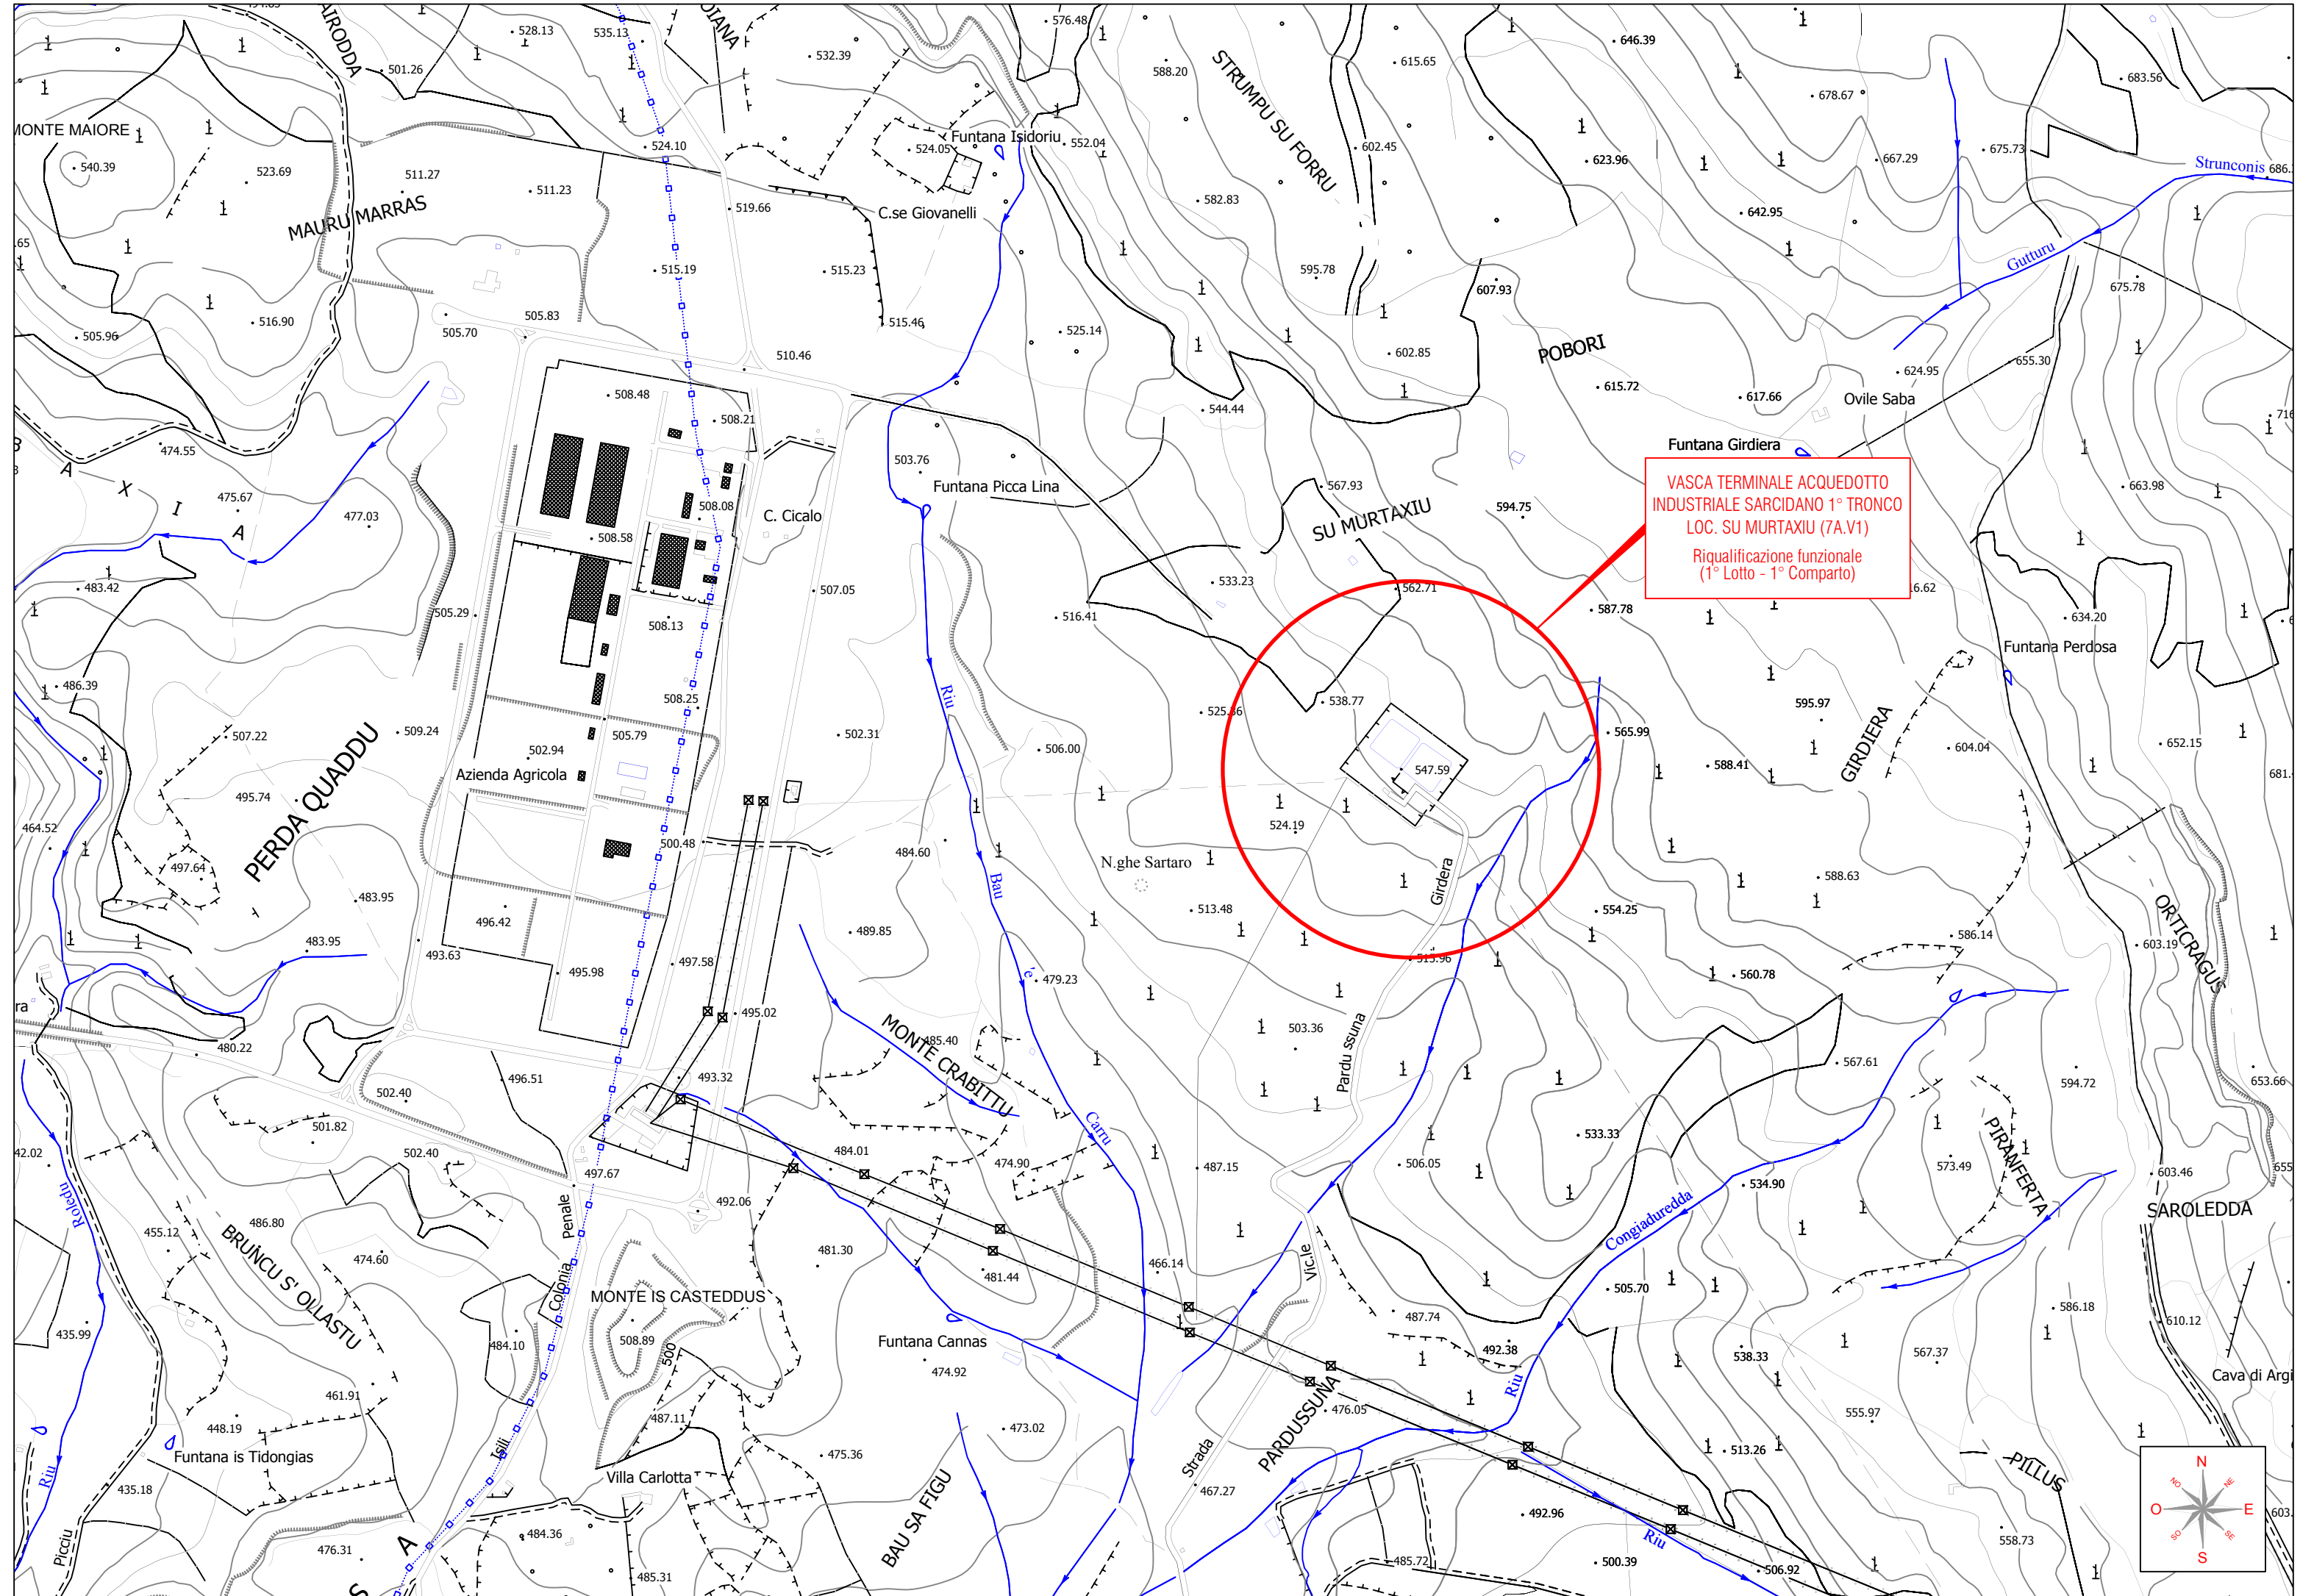 528.13
535.13
576.48
646.39
532.39
615.65
588.20
STRUMPU SU FORRU
501.26
683.56
678.67
MONTE MAIORE
Funtana Isidoriu
524.10
524.05
552.04
602.45
623.96
667.29
675.73
Strunconis
540.39
523.69
511.27
511.23
519.66
C.se Giovanelli
582.83
642.95
MAURU MARRAS
Gutturu
515.19
515.23
595.78
607.93
675.78
505.96
516.90
505.70
505.83
515.46
525.14
510.46
602.85
POBORI
655.30
624.95
508.48
615.72
617.66
Ovile Saba
544.44
508.21
474.55
503.76
Funtana Girdiera
Funtana Picca Lina
567.93
663.98
475.67
477.03
508.08
C. Cicalo
SU MURTAXIU
594.75
VASCA TERMINALE ACQUEDOTTO
INDUSTRIALE SARCIDANO 1° TRONCO
LOC. SU MURTAXIU (7A.V1)
Riqualificazione funzionale
(1° Lotto - 1° Comparto)
508.58
483.42
507.05
533.23
562.71
587.78
505.29
508.13
516.41
634.20
Funtana Perdosa
486.39
508.25
Riu
525.36
538.77
595.97
565.99
GIRDIERA
507.22
509.24
PERDA QUADDU
502.94
505.79
502.31
506.00
604.04
652.15
Azienda Agricola
547.59
588.41
495.74
464.52
524.19
500.48
484.60
N.ghe Sartaro
497.64
Bau
Girdera
588.63
483.95
496.42
513.48
554.25
ORTICRAGUS
489.85
586.14
603.19
483.95
493.63
495.98
497.58
479.23
515.96
560.78
495.02
MONTE CRABITTU
485.40
503.36
480.22
567.61
496.51
493.32
Pardu ssuna
594.72
653.66
502.40
501.82
Carru
PIRANFERTA
533.33
502.40
484.01
474.90
487.15
506.05
573.49
603.46
Roledu
497.67
534.90
492.06
Congiaduredda
SAROLEDDA
486.80
455.12
BRUNCU S' OLLASTU
Penale
474.60
481.30
481.44
466.14
Vic.le
Colonia
MONTE IS CASTEDDUS
505.70
586.18
435.99
508.89
487.74
610.12
484.10
500
Funtana Cannas
492.38
538.33
567.37
474.92
461.91
Riu
487.11
PARDUSSUNA
476.05
555.97
448.19
473.02
Funtana is Tidongias
Isili
475.36
Strada
513.26
Villa Carlotta
PILLUS
Riu
435.18
BAU SA FIGU
467.27
492.96
484.36
Riu
558.73
Picciu
476.31
485.31
485.72
500.39
506.92
N
NO
NE
O
E
SO
SE
S